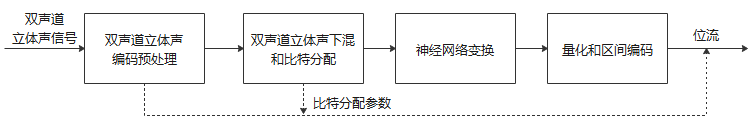 双声道
立体声信号
双声道立体声
编码预处理
双声道立体声下混
和比特分配
神经网络变换
量化和区间编码
位流
比特分配参数